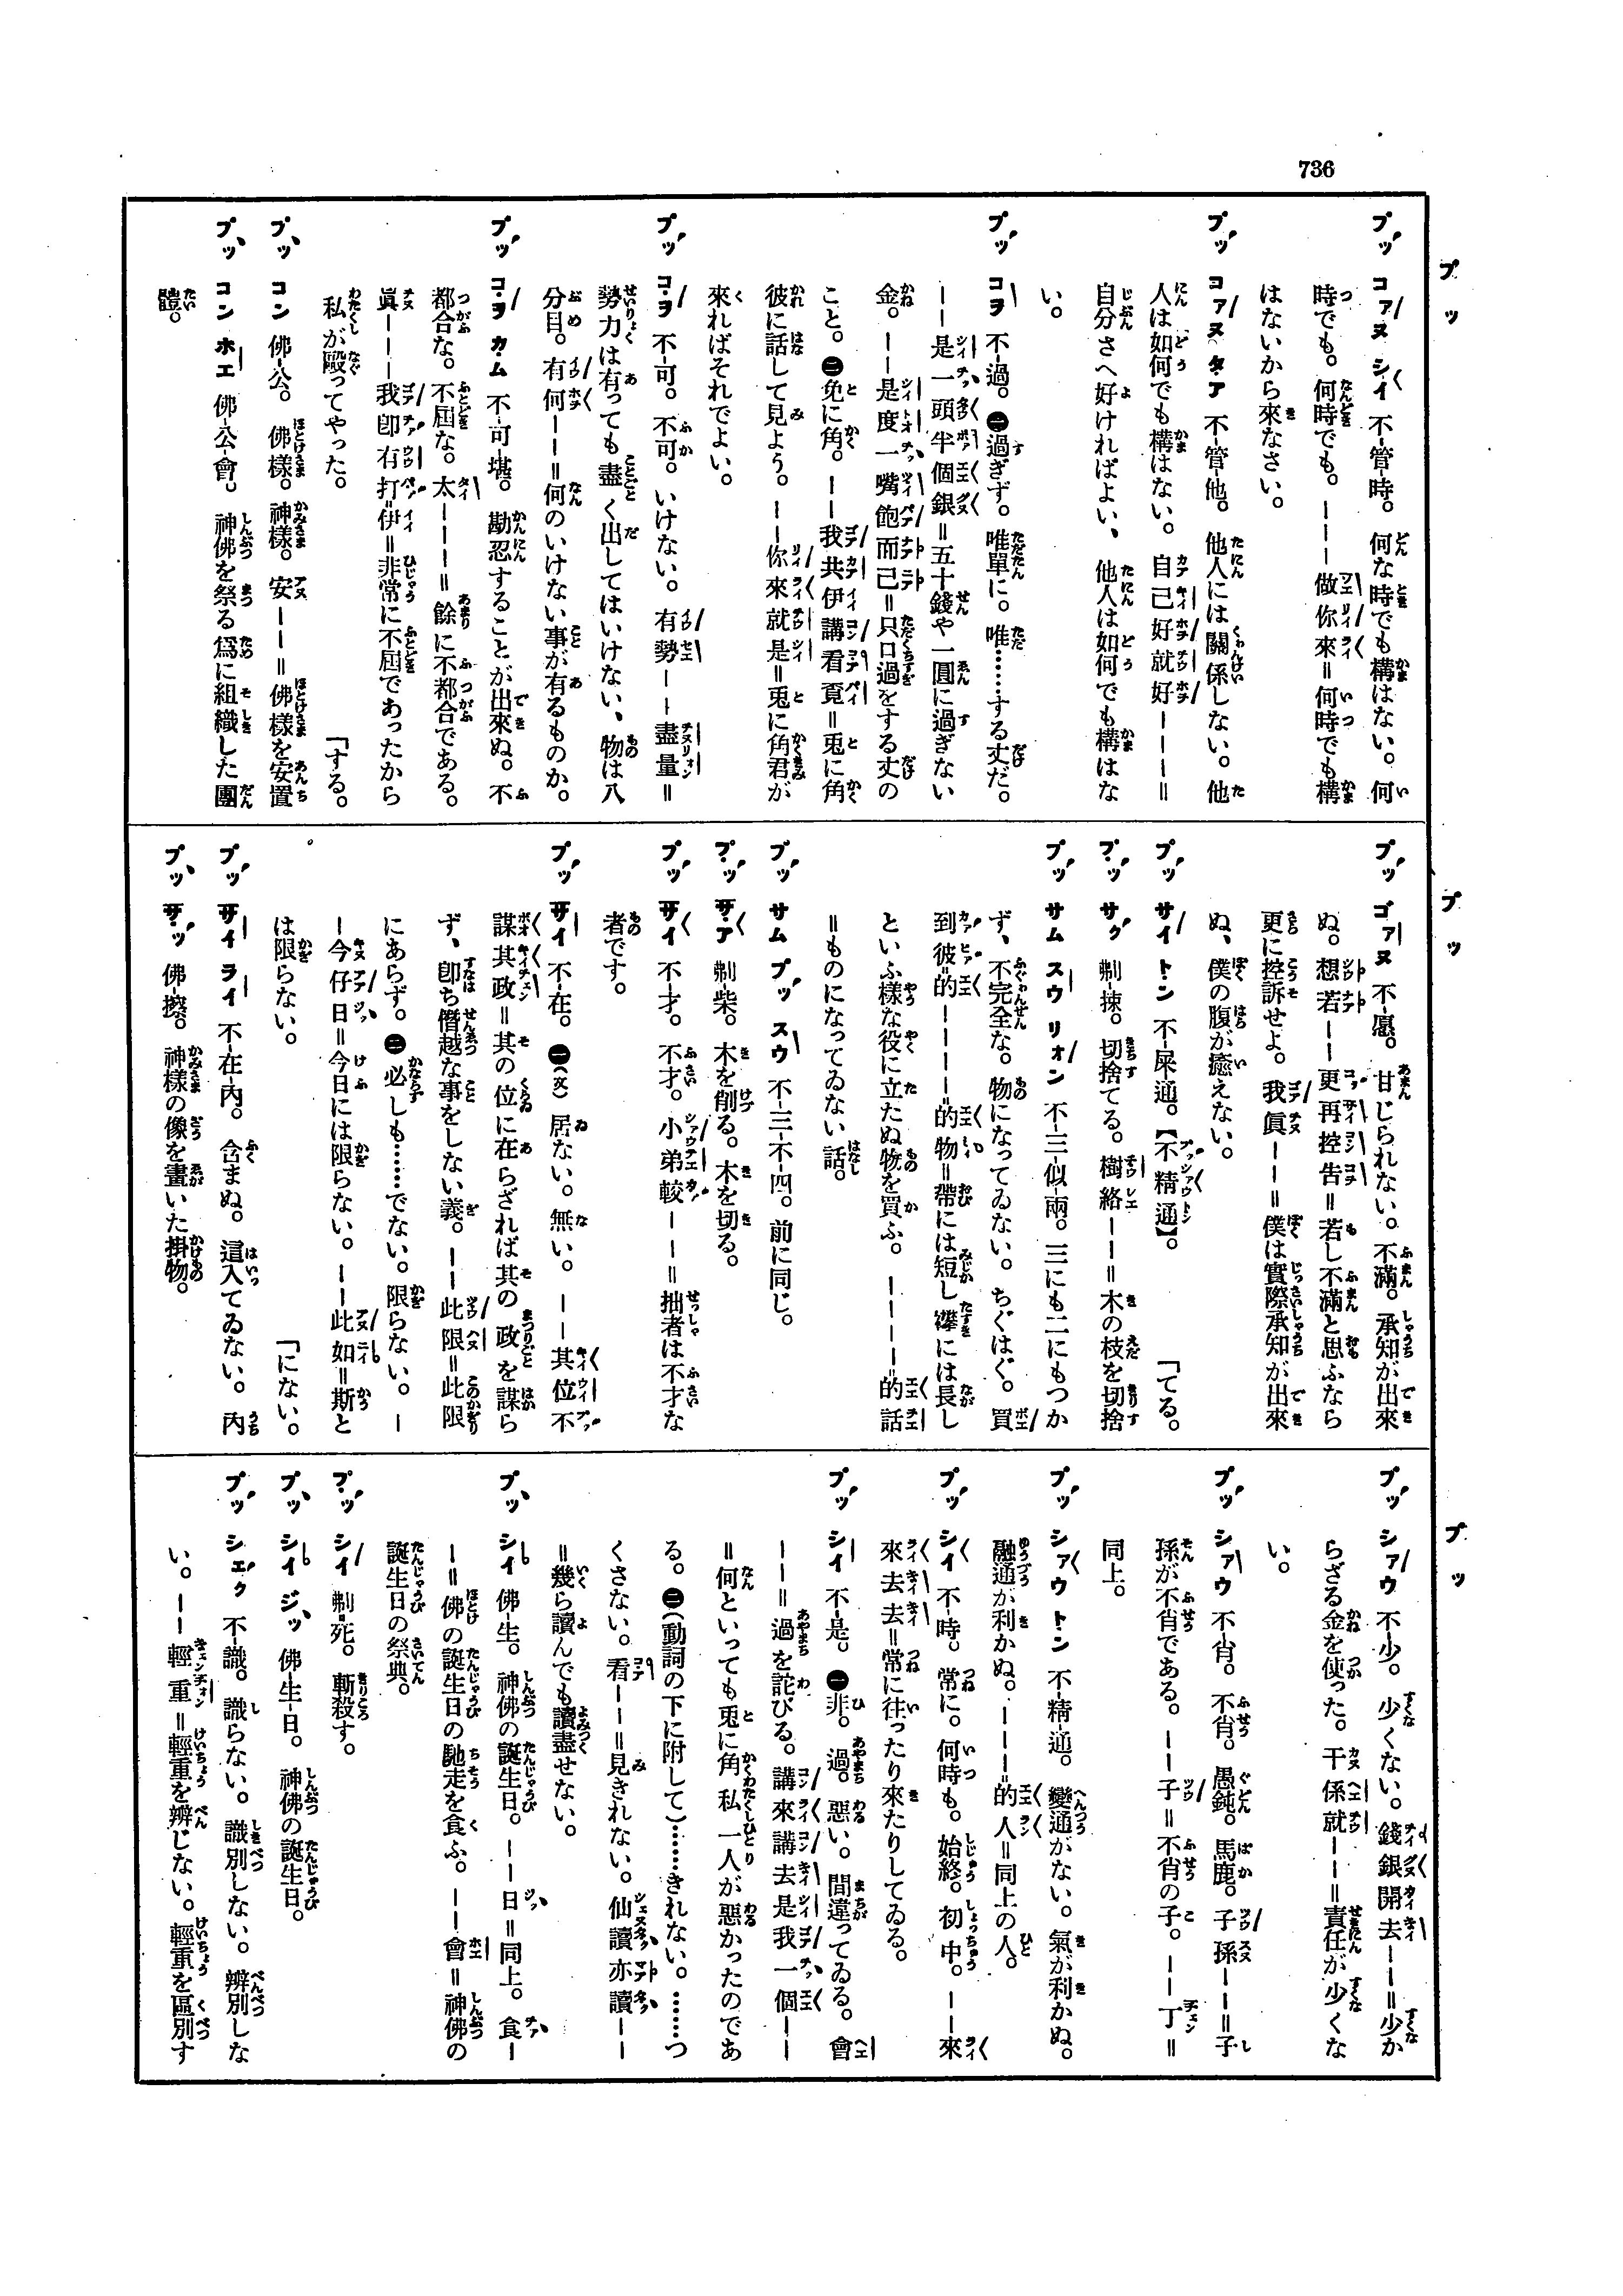 736
プッ
プッ
プッ
プッ コァヌ シイ 不-管-時。 何な時でも構はない。何
時でも。何時でも。｜｜｜做你來＝何時でも構
はないから來なさい。
プッ コァヌ タア 不-管-他。 他人には關係しない。他
人は如何でも構はない。自己好就好｜｜｜＝
自分さへ好ければよい、他人は如何でも構はな
い。
プッ コヲ 不-過。㊀過ぎず。唯單に。唯……する丈だ。
｜｜是一頭半個銀＝五十錢や一圓に過ぎない
金。｜｜是度一嘴飽而己＝只口過をする丈の
こと。㊁免に角。｜｜我共伊講看覔＝兎に角
彼に話して見よう。｜｜你來就是＝兎に角君が
來ればそれでよい。
プッ コヲ 不-可。不可。いけない。有勢｜｜盡量＝
勢力は有っても盡く出してはいけない、物は八
分目。有何｜｜＝何のいけない事が有るものか。
プッ コヲ カム 不-可-堪。 勘忍することが出來ぬ。不
都合な。不屆な。太｜｜｜＝餘に不都合である。
眞｜｜｜我卽有打伊＝非常に不屆であったから
私が毆ってやった。
「する。
プッ コン 佛-公。 佛樣。神樣。安｜｜＝佛樣を安置
プッ コン ホエ 佛-公-會。 神佛を祭る爲に組織した團
體。
プッ ゴァヌ 不-愿。甘じられない。不滿。承知が出來
ぬ。想若｜｜更再控告＝若し不滿と思ふなら
更に控訴せよ。我眞｜｜＝僕は實際承知が出來
ぬ、僕の腹が癒えない。
プッ サイ トン 不-屎-通。【不精通】。
「てる。
プッ サク 剌-捒。切捨てる。樹絡｜｜＝木の枝を切捨
プッ サム スウ リォン 不-三-似-兩。三にも二にもつか
ず、不完全な。物になってゐない。ちぐはぐ。買
到彼的｜｜｜｜的物＝帶には短し襷には長し
といふ樣な役に立たぬ物を買ふ。｜｜｜｜的話
＝ものになってゐない話。
プッ サム プッ スウ 不-三-不-四。前に同じ。
プッ サア 剌-柴。木を削る。木を切る。
プッ サイ 不-才。不才。小弟較｜｜＝拙者は不才な
者です。
プッ サイ 不-在。㊀(文)居ない。無い。｜｜其位不
謀其政＝其の位に在らざれば其の政を謀ら
ず、卽ち僭越な事をしない義。｜｜此限＝此限
にあらず。㊁必しも……でない。限らない。｜
｜今仔日＝今日には限らない。｜｜此如＝斯と
は限らない。
「にない。
プッ サイ ライ 不-在-內。含まぬ。這入てゐない。內
プッ サッ 佛-擦。神樣の像を畫いた掛物。
プッ シァウ 不-少。少くない。錢銀開去｜｜＝少か
らざる金を使った。干係就｜｜＝責任が少くな
い。
プッ シァウ 不-肖。不肖。愚鈍。馬鹿。子孫｜｜＝子
孫が不肖である。｜｜子＝不肖の子。｜｜丁＝
同上。
プッ シァウ トン 不-精-通。變通がない。氣が利かぬ。
融通が利かぬ。｜｜｜的人＝同上の人。
プッ シイ 不-時。常に。何時も。始終。初中。｜｜來
來去去＝常に往ったり來たりしてゐる。
プッ シイ 不-是。㊀非。過。惡い。間違ってゐる。會
｜｜＝過を詫びる。講來講去是我一個｜｜
＝何といっても兎に角私一人が惡かったのであ
る。㊁(動詞の下に附して)……きれない。……つ
くさない。看｜｜＝見きれない。仙讀亦讀｜｜
＝幾ら讀んでも讀盡せない。
プッ シイ 佛-生。神佛の誕生日。｜｜日＝同上。食｜
｜＝佛の誕生日の馳走を食ふ。｜｜會＝神佛の
誕生日の祭典。
プッ シイ 剌-死。斬殺す。
プッ シイ ジッ 佛-生-日。神佛の誕生日。
プッ シェク 不-識。識らない。識別しない。辨別しな
い。｜｜輕重＝輕重を辨じない。輕重を區別す